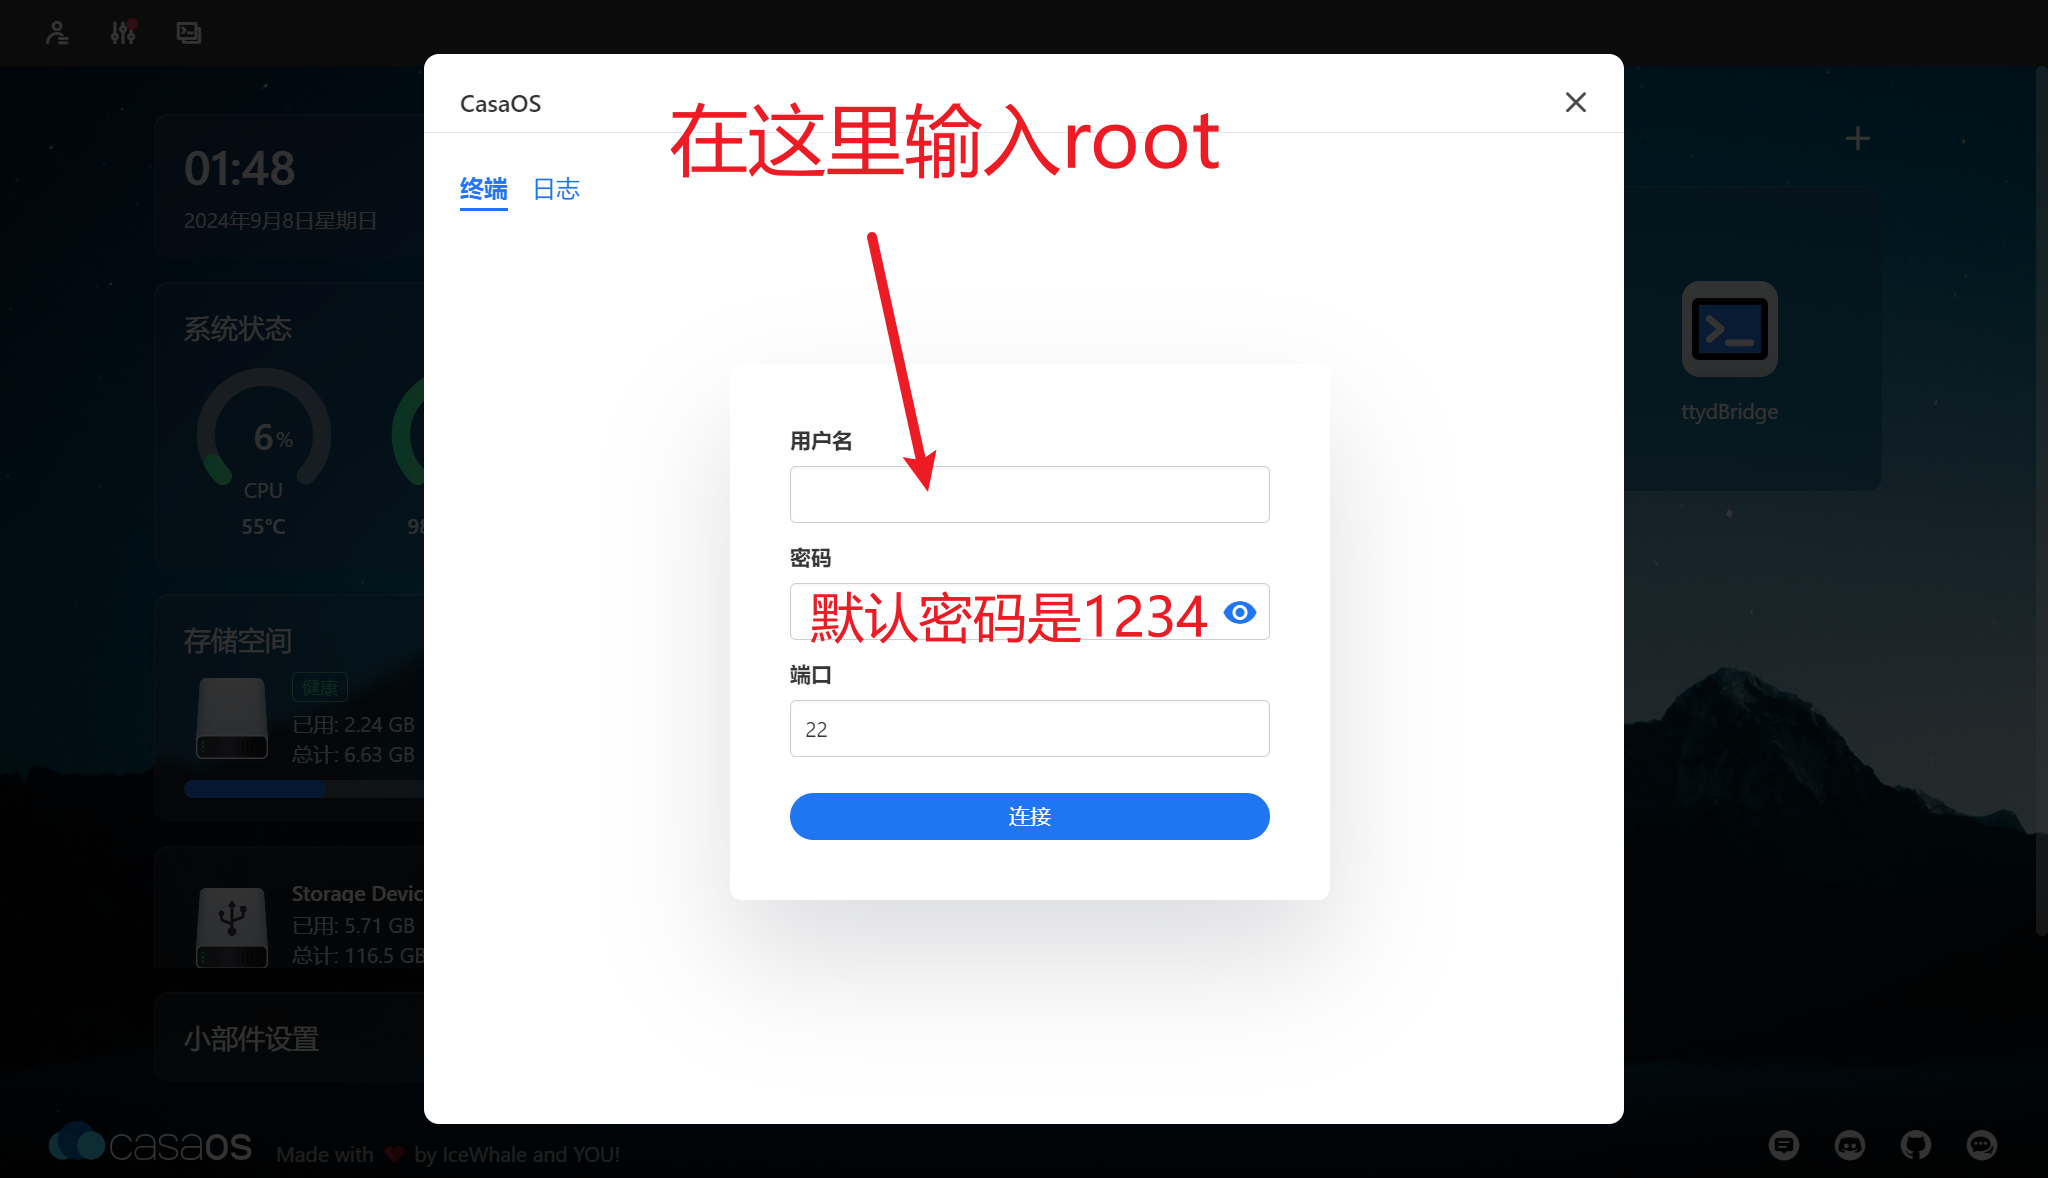 CasaOS
在这里输入root
终端 日志
用户名
密码
默认密码是1234
端口
22
连接
01:48
2024年9月8日星期日
系统状态
6%
CPU
55°C
98
存储空间
健康
已用: 2.24 GB
总计: 6.63 GB
Storage Devic
已用: 5.71 GB
总计: 116.5 GB
小部件设置
ttydBridge
casaos
Made with ❤ by IceWhale and YOU!